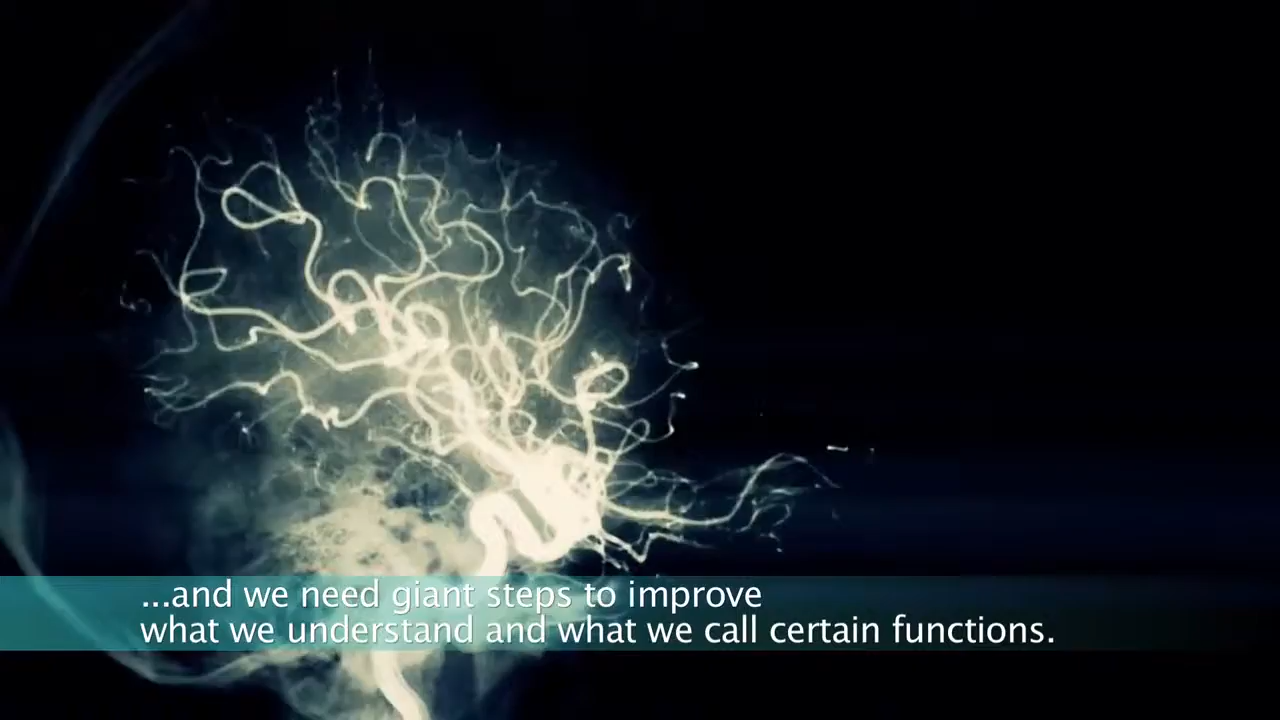 ...and we need giant steps to improve
what we understand and what we call certain functions.